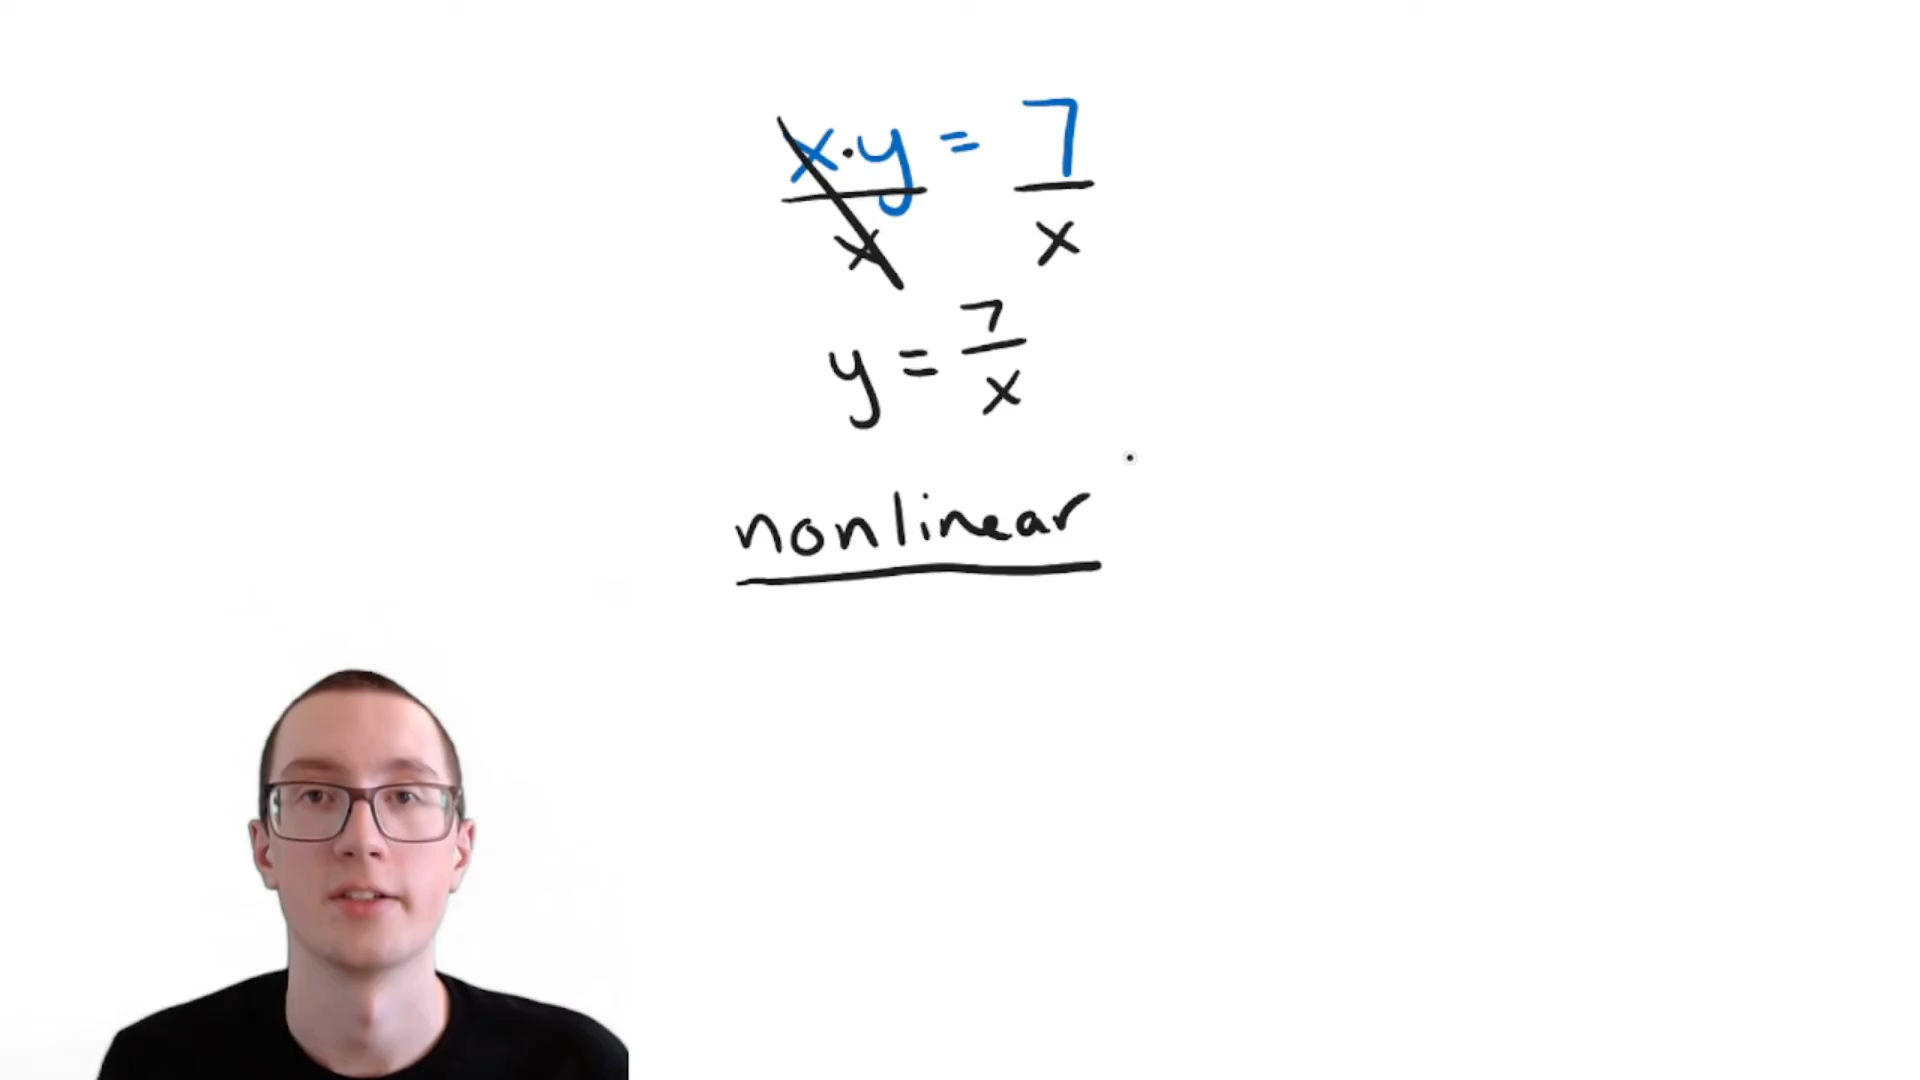 x·y = 7
x x
y = 7/x
nonlinear